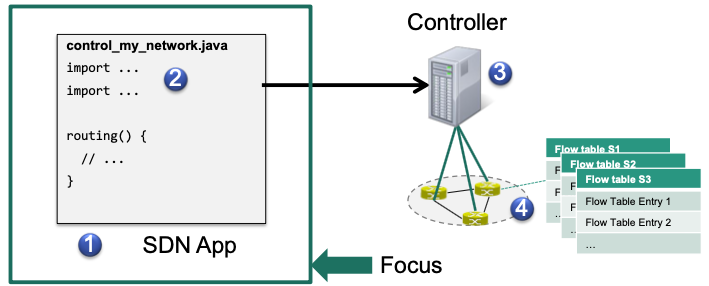 Controller
control_my_network.java
import ...
2
import ...
3
routing() {
// ...
}
Flow table S1
Flow table S2
Flow table S3
Flow Table Entry 1
Flow Table Entry 2
...
4
1
SDN App
Focus